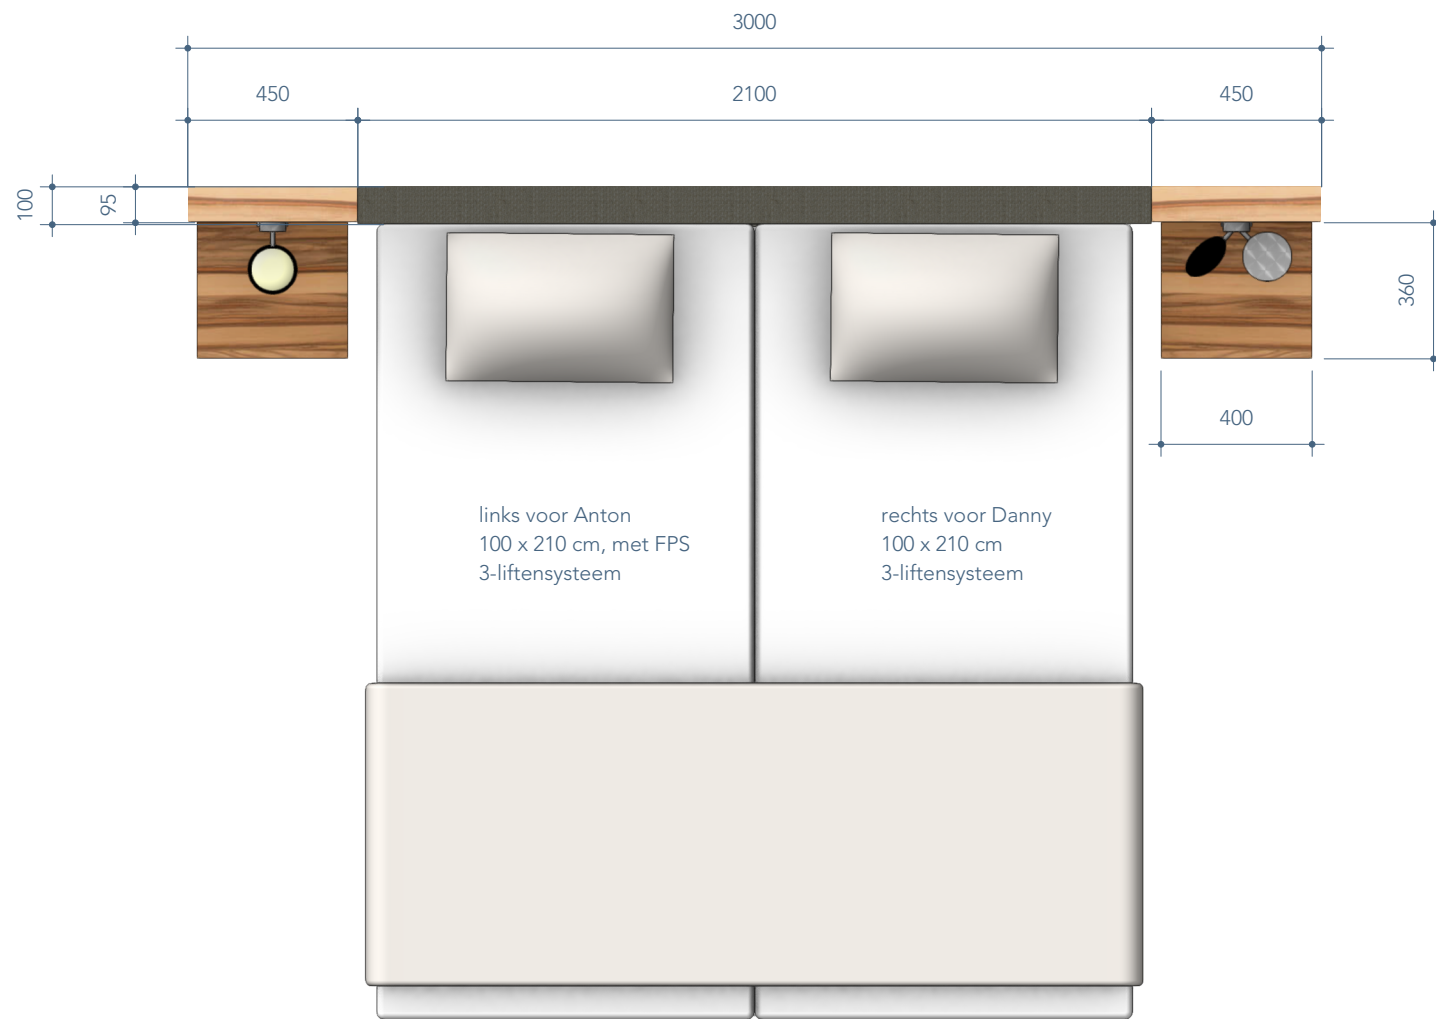 3000
450
2100
450
100
95
360
400
links voor Anton
100 x 210 cm, met FPS
3-liftensysteem
rechts voor Danny
100 x 210 cm
3-liftensysteem